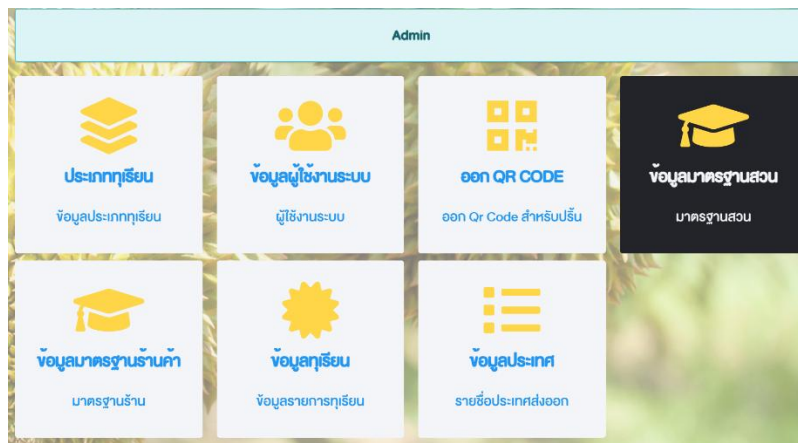 Admin
ประเภททุเรียน
ข้อมูลประเภททุเรียน
ข้อมูลผู้ใช้งานระบบ
ผู้ใช้งานระบบ
ออก QR CODE
ออก Qr Code สำหรับปริ้น
ข้อมูลมาตรฐานสวน
มาตรฐานสวน
ข้อมูลมาตรฐานร้านค้า
มาตรฐานร้าน
ข้อมูลทุเรียน
ข้อมูลรายการทุเรียน
ข้อมูลประเทศ
รายชื่อประเทศส่งออก